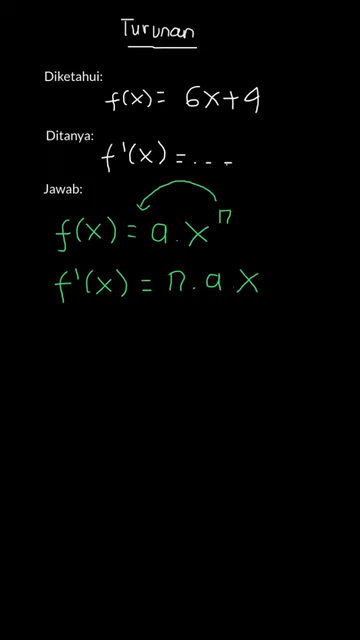 Turunan
Diketahui:
f(x) = 6x+9
Ditanya:
f'(x) = ...
Jawab:
f(x) = a . x^n
f'(x) = n . a x